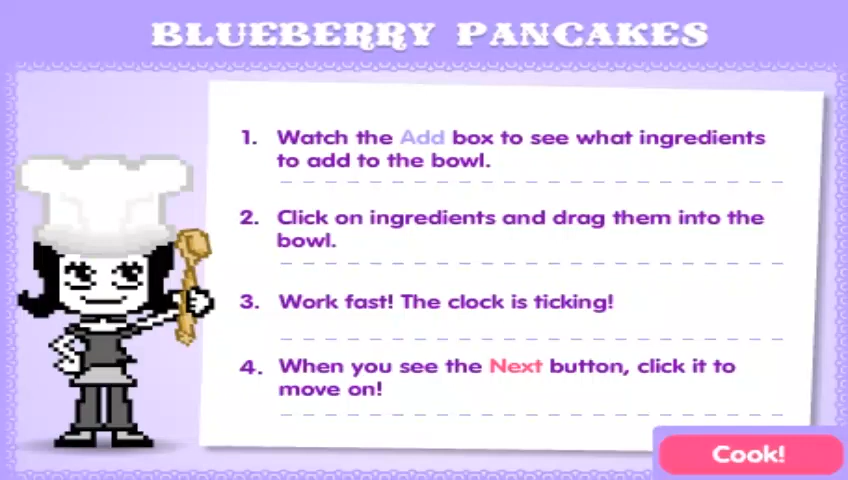 BLUEBERRY PANCAKES
1. Watch the Add box to see what ingredients
to add to the bowl.
2. Click on ingredients and drag them into the
bowl.
3. Work fast! The clock is ticking!
4. When you see the Next button, click it to
move on!
Cook!